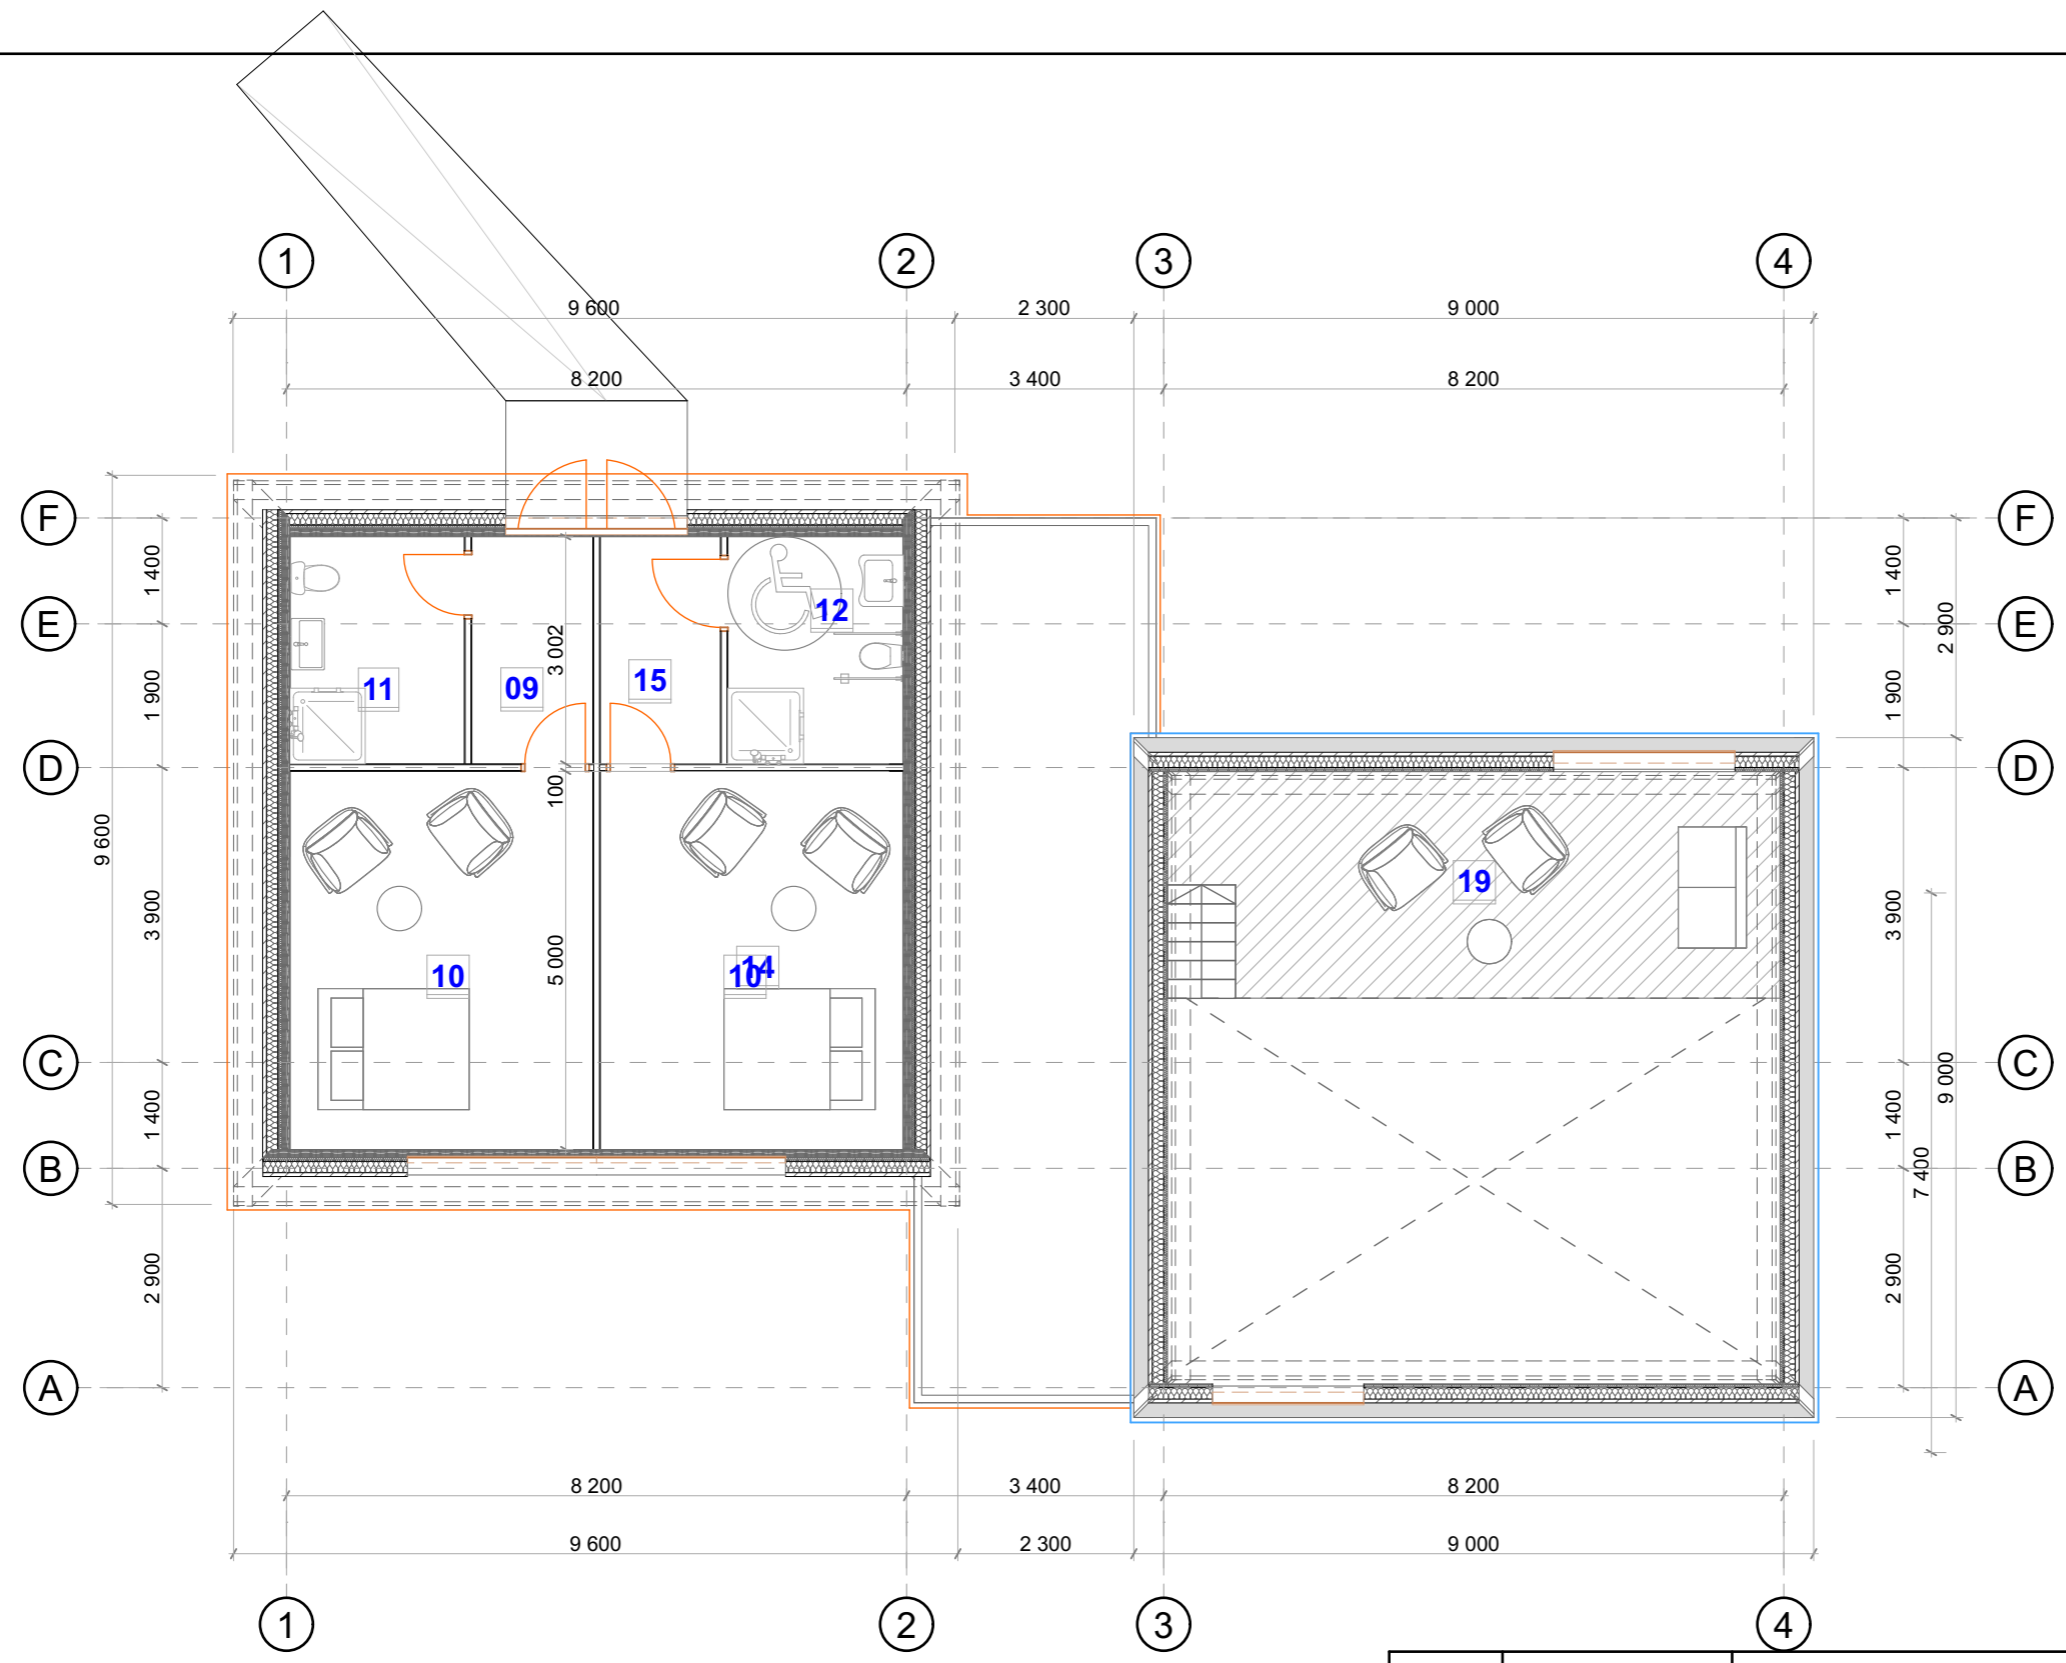 1 2 3 4
9 600 2 300 9 000
8 200 3 400 8 200
F F
1 400 1 400
12
E E
3 002 2 900
11 09 15
1 900 1 900
D D
100
9 600
19
3 900 5 000 3 900
10 10 14
C C
9 000
1 400 1 400
B B
7 400
2 900 2 900
A A
8 200 3 400 8 200
9 600 2 300 9 000
1 2 3 4